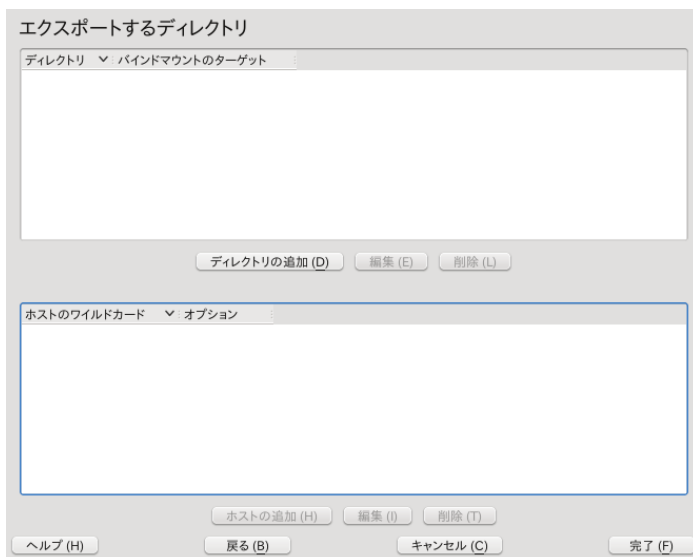 エクスポートするディレクトリ
ディレクトリ バインドマウントのターゲット
ディレクトリの追加 (D) 編集 (E) 削除 (L)
ホストのワイルドカード オプション
ホストの追加 (H) 編集 (I) 削除 (T)
ヘルプ (H) 戻る (B) キャンセル (C) 完了 (F)